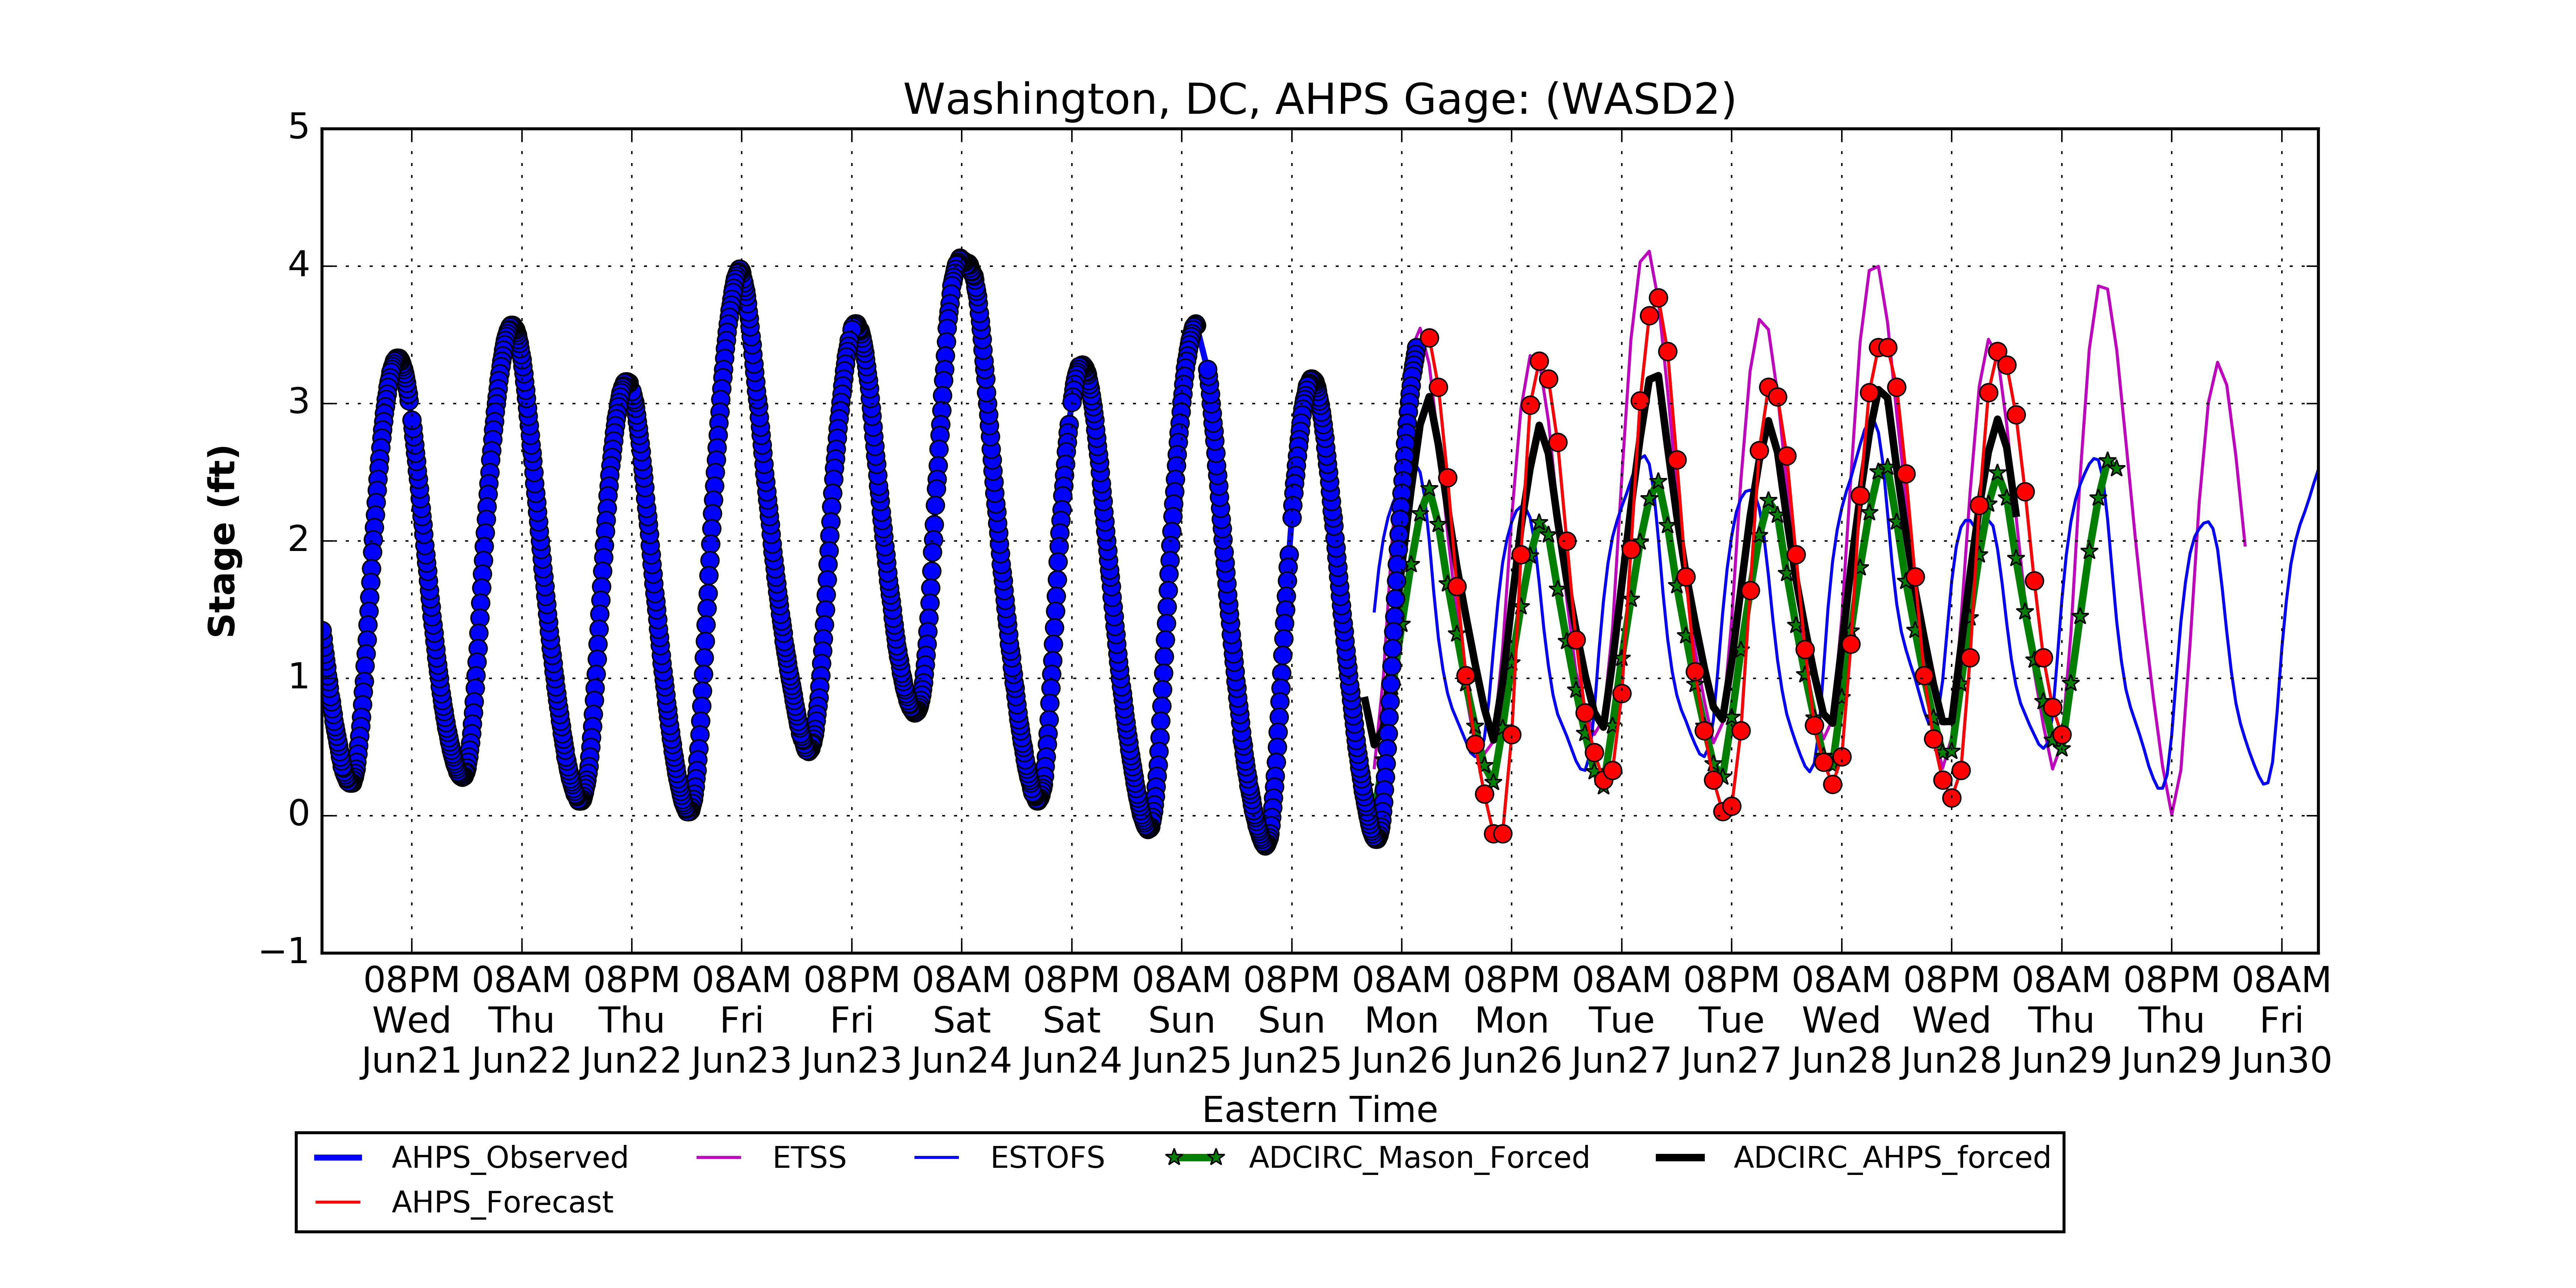 Washington, DC, AHPS Gage: (WASD2)
5
4
3
2
1
0
−1
Stage (ft)
08PM 08AM 08PM 08AM 08PM 08AM 08PM 08AM 08PM 08AM 08PM 08AM 08PM 08AM 08PM 08AM 08PM 08AM
Wed Thu Thu Fri Fri Sat Sat Sun Sun Mon Mon Tue Tue Wed Wed Thu Thu Fri
Jun21 Jun22 Jun22 Jun23 Jun23 Jun24 Jun24 Jun25 Jun25 Jun26 Jun26 Jun27 Jun27 Jun28 Jun28 Jun29 Jun29 Jun30
Eastern Time
AHPS_Observed ETSS ESTOFS ADCIRC_Mason_Forced ADCIRC_AHPS_forced
AHPS_Forecast